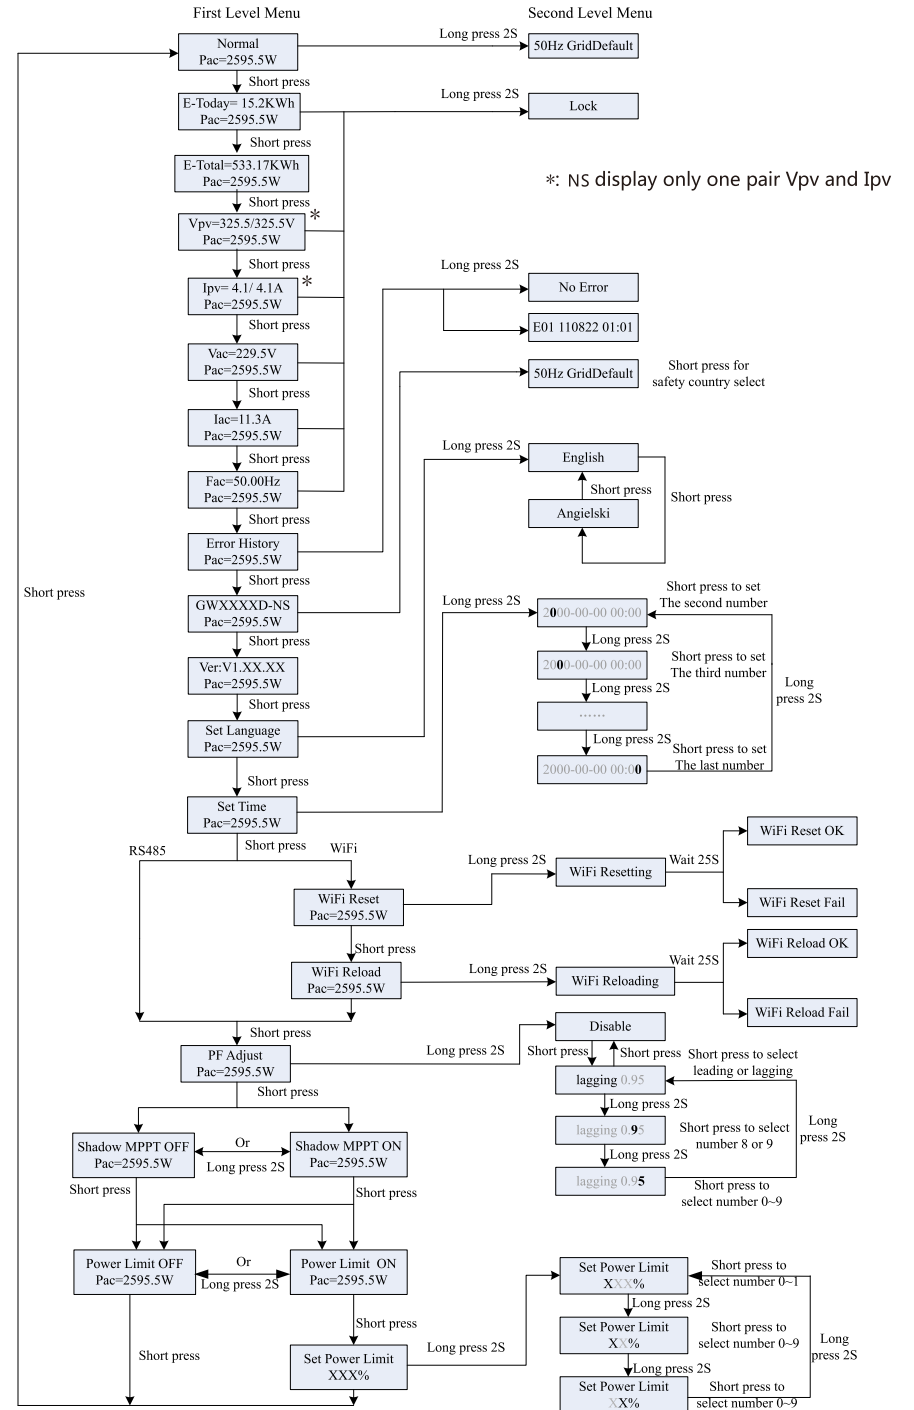 First Level Menu
Second Level Menu
Normal
Pac=2595.5W
Long press 2S
50Hz GridDefault
Short press
E-Today= 15.2KWh
Pac=2595.5W
Long press 2S
Lock
Short press
E-Total=533.17KWh
Pac=2595.5W
*: NS display only one pair Vpv and Ipv
Short press
Vpv=325.5/325.5V
Pac=2595.5W
*
Short press
Ipv= 4.1/ 4.1A
Pac=2595.5W
*
Long press 2S
No Error
E01 110822 01:01
Short press
Vac=229.5V
Pac=2595.5W
50Hz GridDefault
Short press for
safety country select
Short press
Iac=11.3A
Pac=2595.5W
Short press
Fac=50.00Hz
Pac=2595.5W
Long press 2S
English
Short press
Angielski
Short press
Short press
Error History
Pac=2595.5W
Short press
Short press
GWXXXXD-NS
Pac=2595.5W
Long press 2S
2000-00-00 00:00
Short press to set
The second number
Long press 2S
Short press
Ver:V1.XX.XX
Pac=2595.5W
2000-00-00 00:00
Short press to set
The third number
Long press 2S
Long
press 2S
Short press
Set Language
Pac=2595.5W
......
Long press 2S
Short press to set
The last number
2000-00-00 00:00
Short press
Set Time
Pac=2595.5W
Short press
RS485
WiFi
WiFi Reset
Pac=2595.5W
Long press 2S
WiFi Resetting
Wait 25S
WiFi Reset OK
WiFi Reset Fail
Short press
WiFi Reload
Pac=2595.5W
Long press 2S
WiFi Reloading
Wait 25S
WiFi Reload OK
WiFi Reload Fail
Short press
PF Adjust
Pac=2595.5W
Long press 2S
Disable
Short press
Short press
lagging 0.95
Short press to select
leading or lagging
Long press 2S
lagging 0.95
Short press to select
number 8 or 9
Long press 2S
Long
press 2S
lagging 0.95
Short press to
select number 0~9
Short press
Shadow MPPT OFF
Pac=2595.5W
Or
Long press 2S
Shadow MPPT ON
Pac=2595.5W
Short press
Short press
Power Limit OFF
Pac=2595.5W
Or
Long press 2S
Power Limit ON
Pac=2595.5W
Short press
Short press
Set Power Limit
XXX%
Long press 2S
Set Power Limit
XXX%
Short press to
select number 0~1
Long press 2S
Set Power Limit
XX%
Short press to
select number 0~9
Long press 2S
Long
press 2S
Set Power Limit
XX%
Short press to
select number 0~9